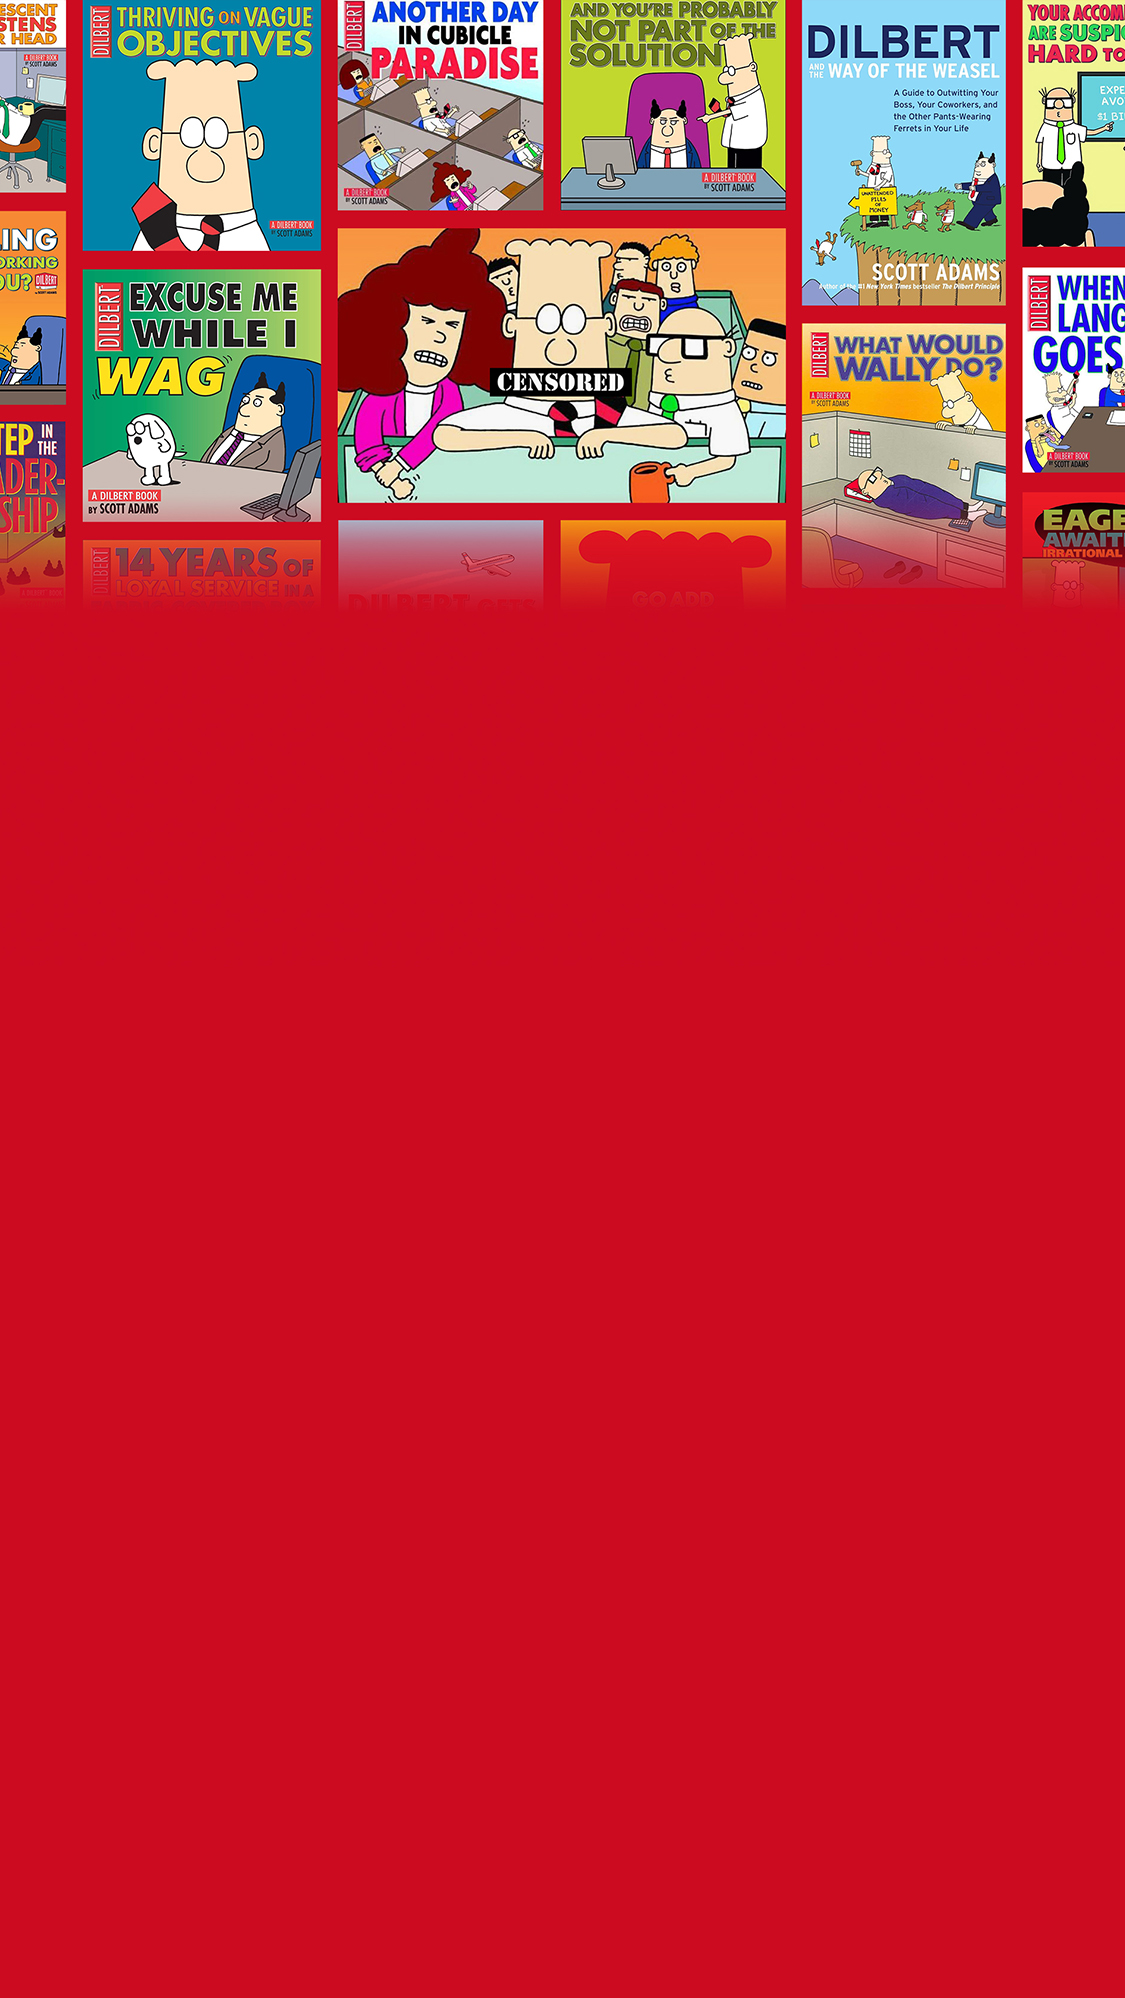 ESCENT
STENS
R HEAD
A DILBERT BOOK
BY SCOTT ADAMS
DILBERT
THRIVING ON VAGUE
OBJECTIVES
A DILBERT BOOK
BY SCOTT ADAMS
DILBERT
ANOTHER DAY
IN CUBICLE
PARADISE
A DILBERT BOOK
BY SCOTT ADAMS
AND YOU'RE PROBABLY
NOT PART OF THE
SOLUTION
A DILBERT BOOK
BY SCOTT ADAMS
DILBERT
AND THE WAY OF THE WEASEL
A Guide to Outwitting Your
Boss, Your Coworkers, and
the Other Pants-Wearing
Ferrets in Your Life
UNATTENDED
PILES OF
MONEY
SCOTT ADAMS
Author of the #1 New York Times bestseller The Dilbert Principle
YOUR ACCOM
ARE SUSPIC
HARD TO
EXPE
AVO
$1 BI
ING
ORKING
OU?
DILBERT
DILBERT
EXCUSE ME
WHILE I
WAG
A DILBERT BOOK
BY SCOTT ADAMS
CENSORED
DILBERT
WHAT WOULD
WALLY DO?
A DILBERT BOOK
BY SCOTT ADAMS
DILBERT
WHEN
LANG
GOES
A DILBERT BOOK
BY SCOTT ADAMS
TEP IN
THE
ADER-
SHIP
A DILBERT BOOK
DILBERT
14 YEARS OF
LOYAL SERVICE IN A
DILBERT GETS
GO ADD
EAGE
AWAIT
IRRATIONAL